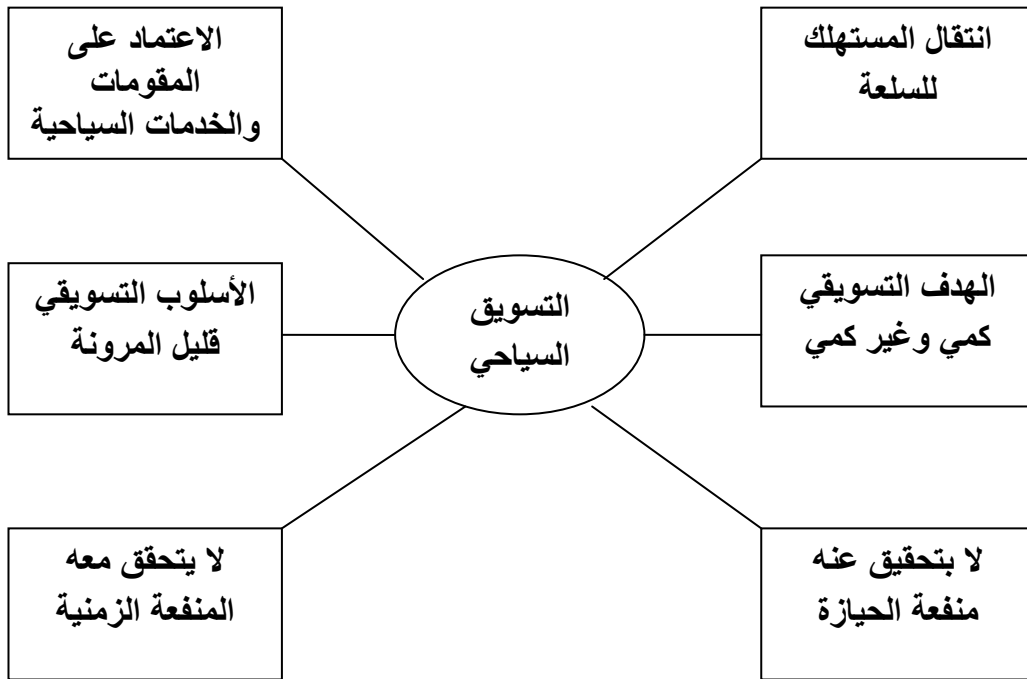 انتقال المستهلك
للسلعة
الاعتماد على
المقومات
والخدمات السياحية
الهدف التسويقي
كمي وغير كمي
التسويق
السياحي
الأسلوب التسويقي
قليل المرونة
لا بتحقيق عنه
منفعة الحيازة
لا يتحقق معه
المنفعة الزمنية